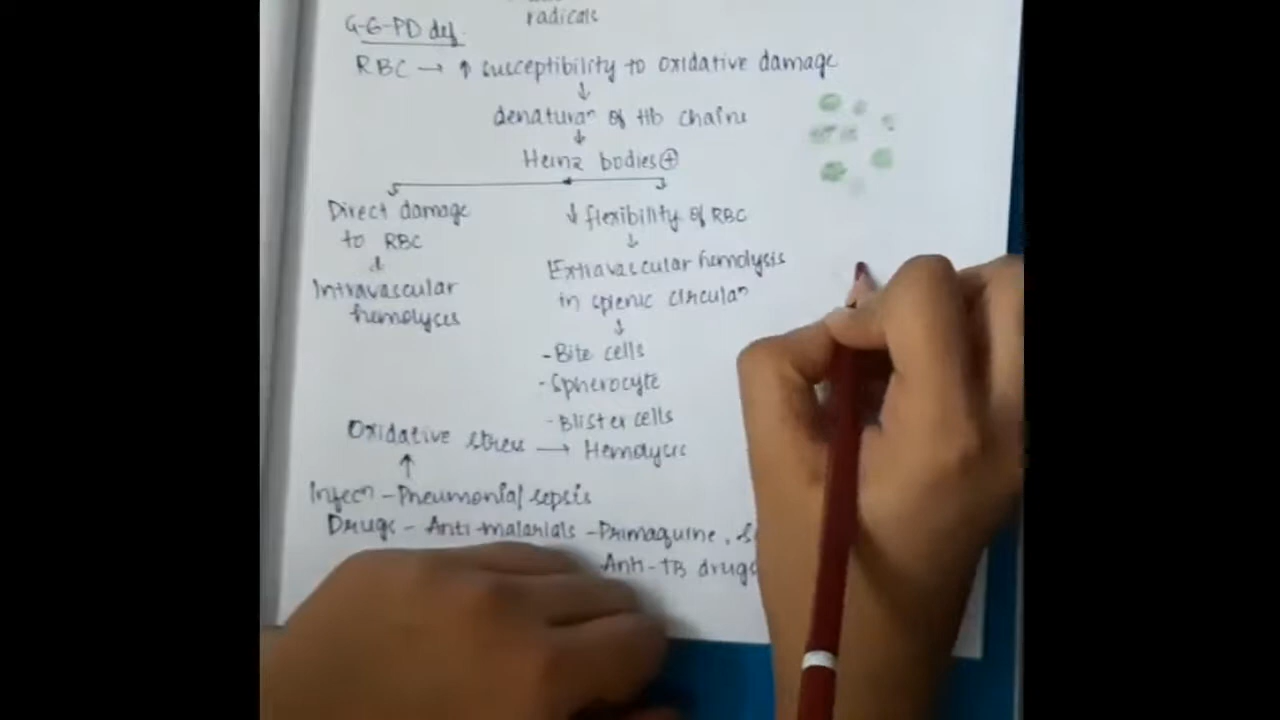 radicals
G-6-PD def.
RBC → ↑ susceptibility to oxidative damage
↓
denaturaⁿ of Hb chains
↓
Heinz bodies ⊕
Direct damage
to RBC
↓
Intravascular
hemolyses
↓ flexibility of RBC
↓
Extravascular hemolysis
in splenic circulaⁿ
↓
- Bite cells
- Spherocyte
- Blister cells
Oxidative stress → Hemolysis
↑
Infecⁿ - Pneumonia/ sepsis
Drugs - Anti-malarials - Primaquine,
Anti-TB drugs